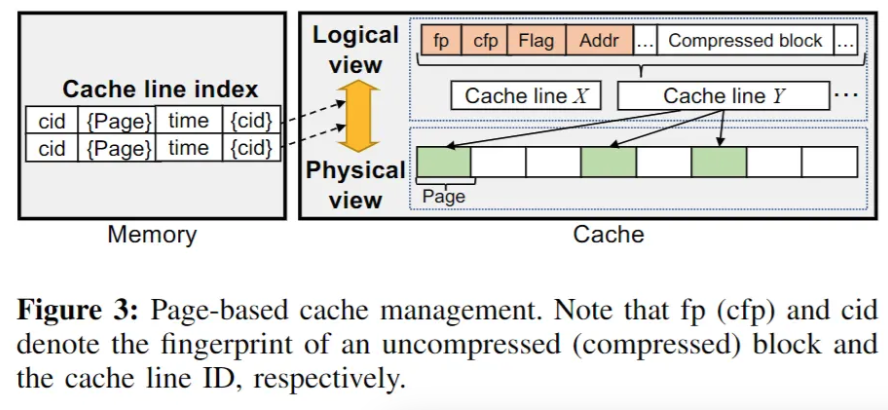 Logical view
fp cfp Flag Addr ... Compressed block ...
Cache line index
Cache line X Cache line Y ...
cid {Page} time {cid}
cid {Page} time {cid}
Physical view
Page
Memory
Cache
Figure 3: Page-based cache management. Note that fp (cfp) and cid
denote the fingerprint of an uncompressed (compressed) block and
the cache line ID, respectively.